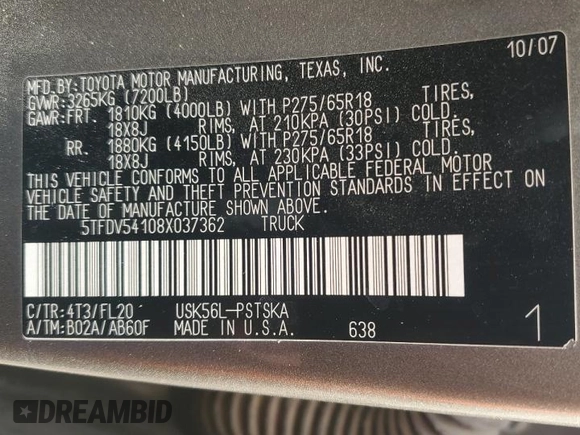 10/07
MFD.BY:TOYOTA MOTOR MANUFACTURING, TEXAS, INC.
GVWR:3265KG (7200LB)
GAWR:FRT. 1810KG (4000LB) WITH P275/65R18 TIRES,
18X8J RIMS, AT 210KPA (30PSI) COLD.
RR. 1880KG (4150LB) WITH P275/65R18 TIRES,
18X8J RIMS, AT 230KPA (33PSI) COLD.
THIS VEHICLE CONFORMS TO ALL APPLICABLE FEDERAL MOTOR
VEHICLE SAFETY AND THEFT PREVENTION STANDARDS IN EFFECT ON
THE DATE OF MANUFACTURE SHOWN ABOVE.
5TFDV54108X037362 TRUCK
C/TR:4T3/FL20 USK56L-PSTSKA
A/TM:B02A/AB60F MADE IN U.S.A. 638 1
DREAMBID